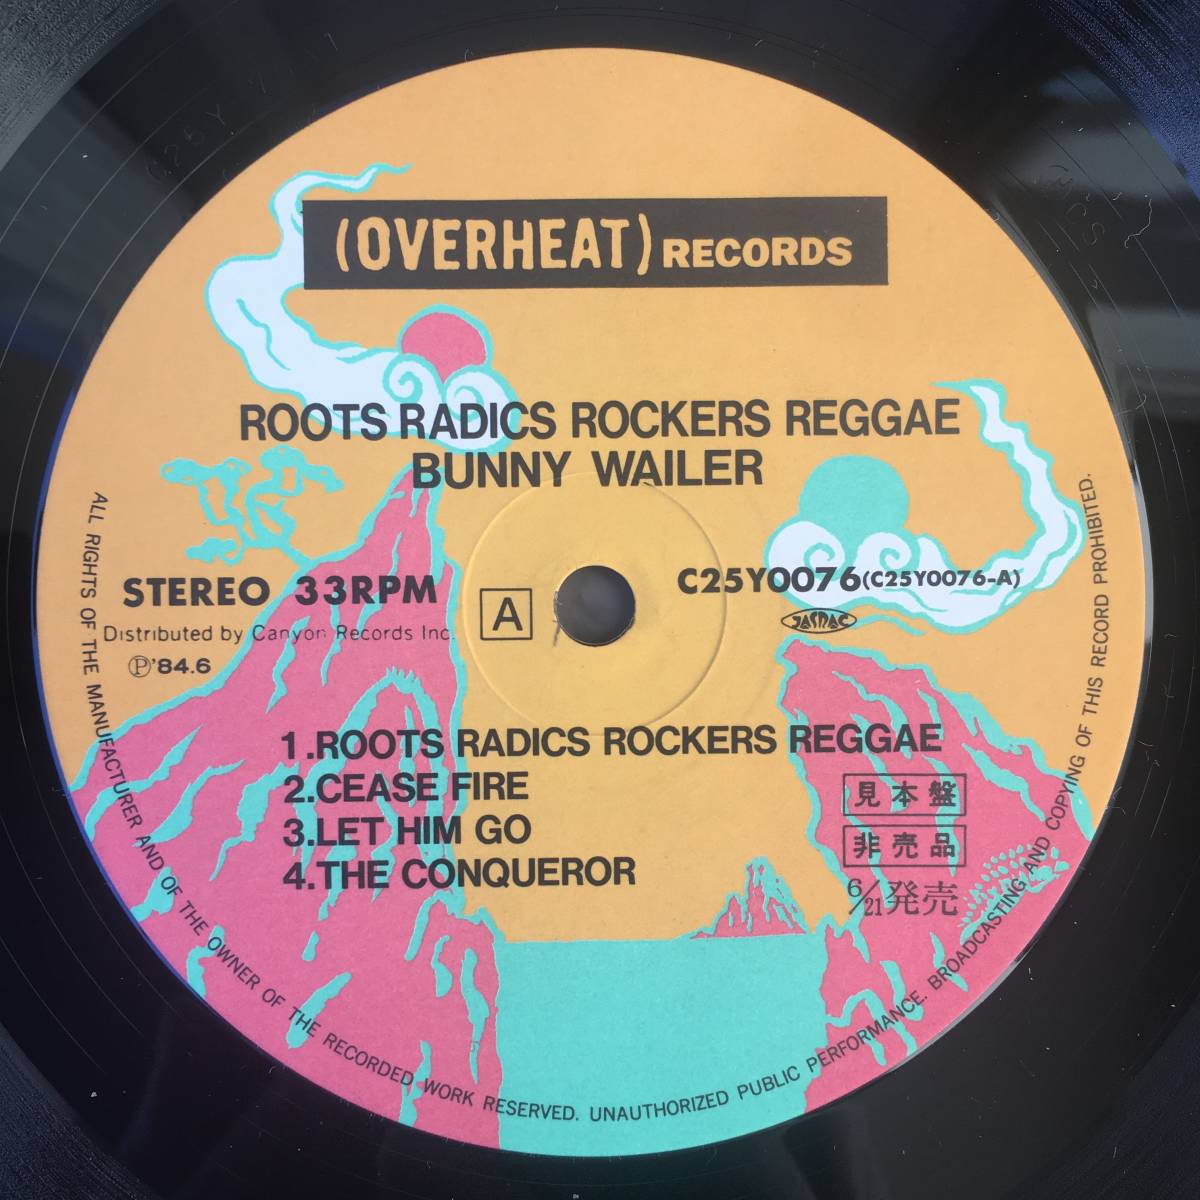 (OVERHEAT) RECORDS
ROOTS RADICS ROCKERS REGGAE
BUNNY WAILER
STEREO 33RPM
A
C25Y0076(C25Y0076-A)
JASRAC
Distributed by Canyon Records Inc.
Ⓟ'84.6
1.ROOTS RADICS ROCKERS REGGAE
2.CEASE FIRE
3.LET HIM GO
4.THE CONQUEROR
見本盤
非売品
6/21発売
ALL RIGHTS OF THE MANUFACTURER AND OF THE OWNER OF THE RECORDED WORK RESERVED. UNAUTHORIZED PUBLIC PERFORMANCE. BROADCASTING AND COPYING OF THIS RECORD PROHIBITED.